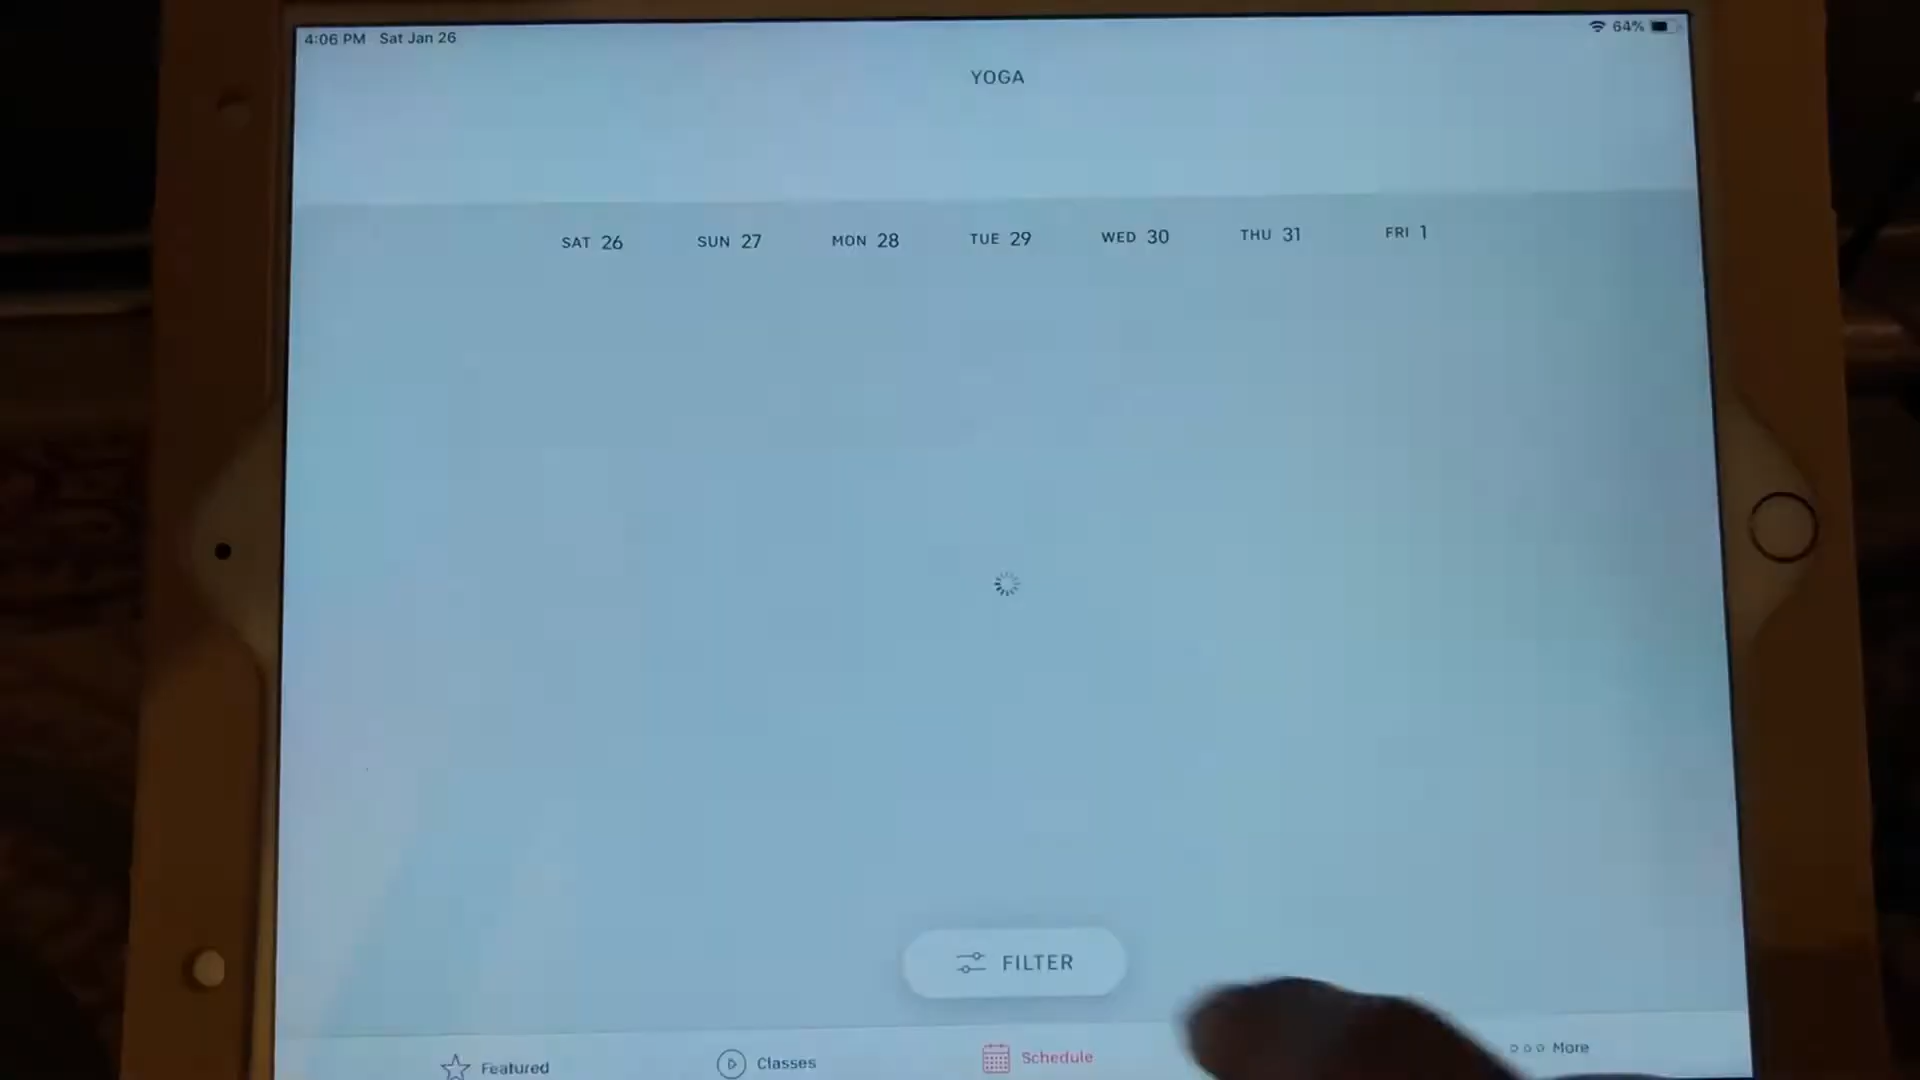 4:06 PM Sat Jan 26
64%
YOGA
SAT 26 SUN 27 MON 28 TUE 29 WED 30 THU 31 FRI 1
FILTER
Featured Classes Schedule More